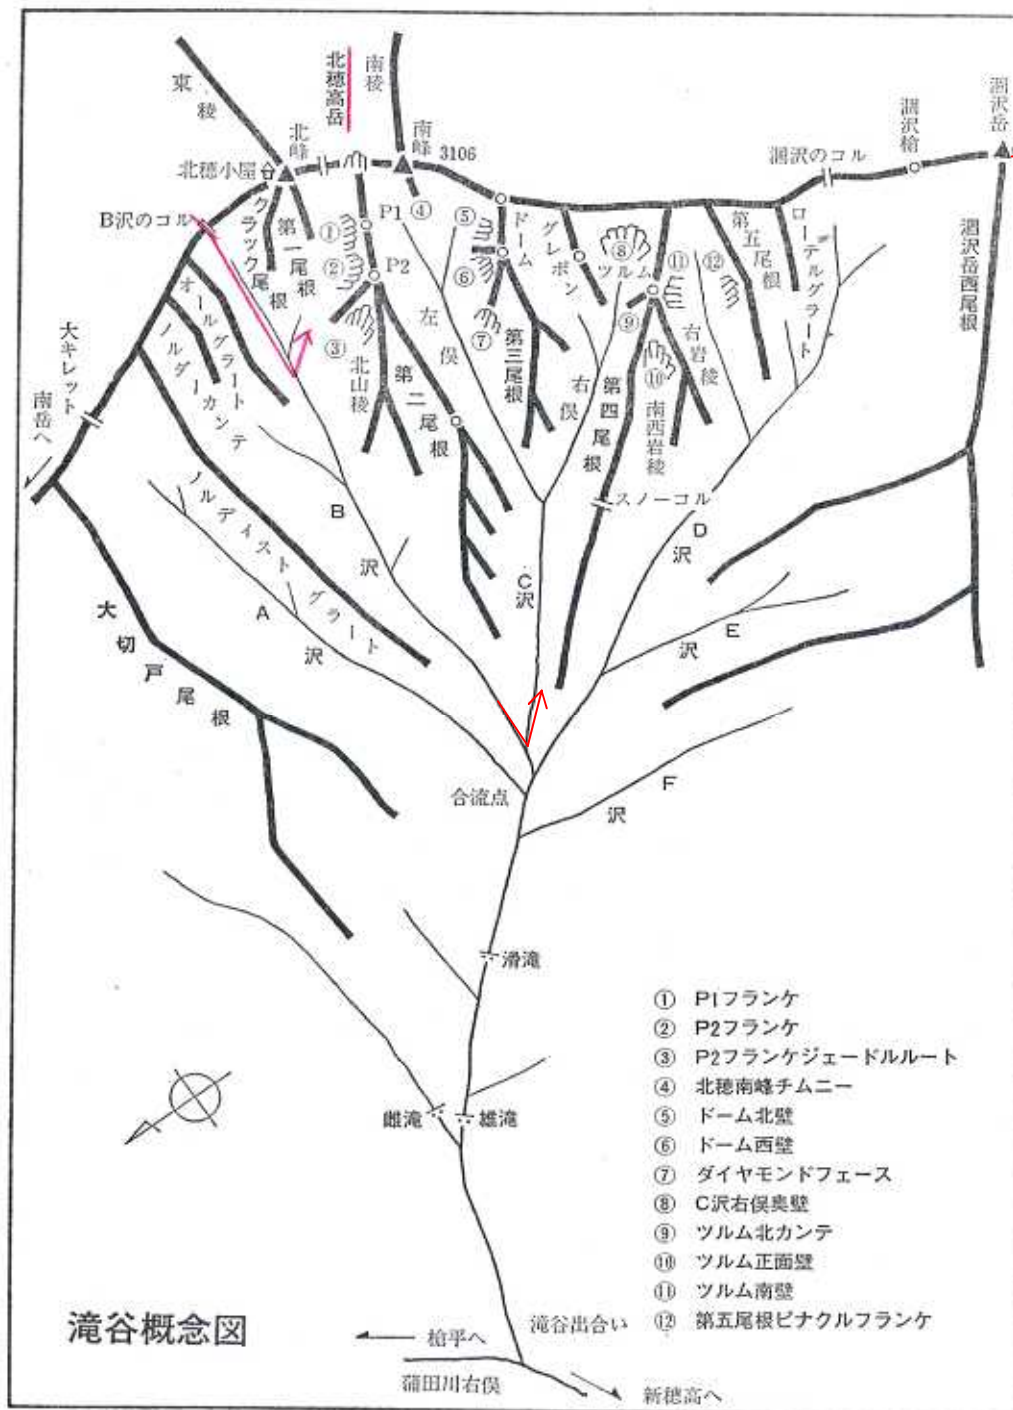 東稜
北穂高岳
南稜
北峰
南峰
3106
北穂小屋
B沢のコル
クラック尾根
第一尾根
P1
P2
①
②
③
④
⑤
⑥
⑦
⑧
⑨
⑩
⑪
⑫
ドーム
グレポン
ツルム
第五尾根
ローテルグラート
涸沢のコル
涸沢槍
涸沢岳
涸沢岳西尾根
大キレット
南岳へ
オールグラート
ノルダーカンテ
ノルディストグラート
北山稜
第二尾根
左俣
第三尾根
右俣
第四尾根
右岩稜
南西岩稜
スノーコル
A沢
B沢
C沢
D沢
E沢
F沢
大切戸尾根
合流点
滑滝
雌滝
雄滝
① P1フランケ
② P2フランケ
③ P2フランケジェードルルート
④ 北穂南峰チムニー
⑤ ドーム北壁
⑥ ドーム西壁
⑦ ダイヤモンドフェース
⑧ C沢右俣奥壁
⑨ ツルム北カンテ
⑩ ツルム正面壁
⑪ ツルム南壁
⑫ 第五尾根ピナクルフランケ
滝谷概念図
槍平へ
滝谷出合い
蒲田川右俣
新穂高へ